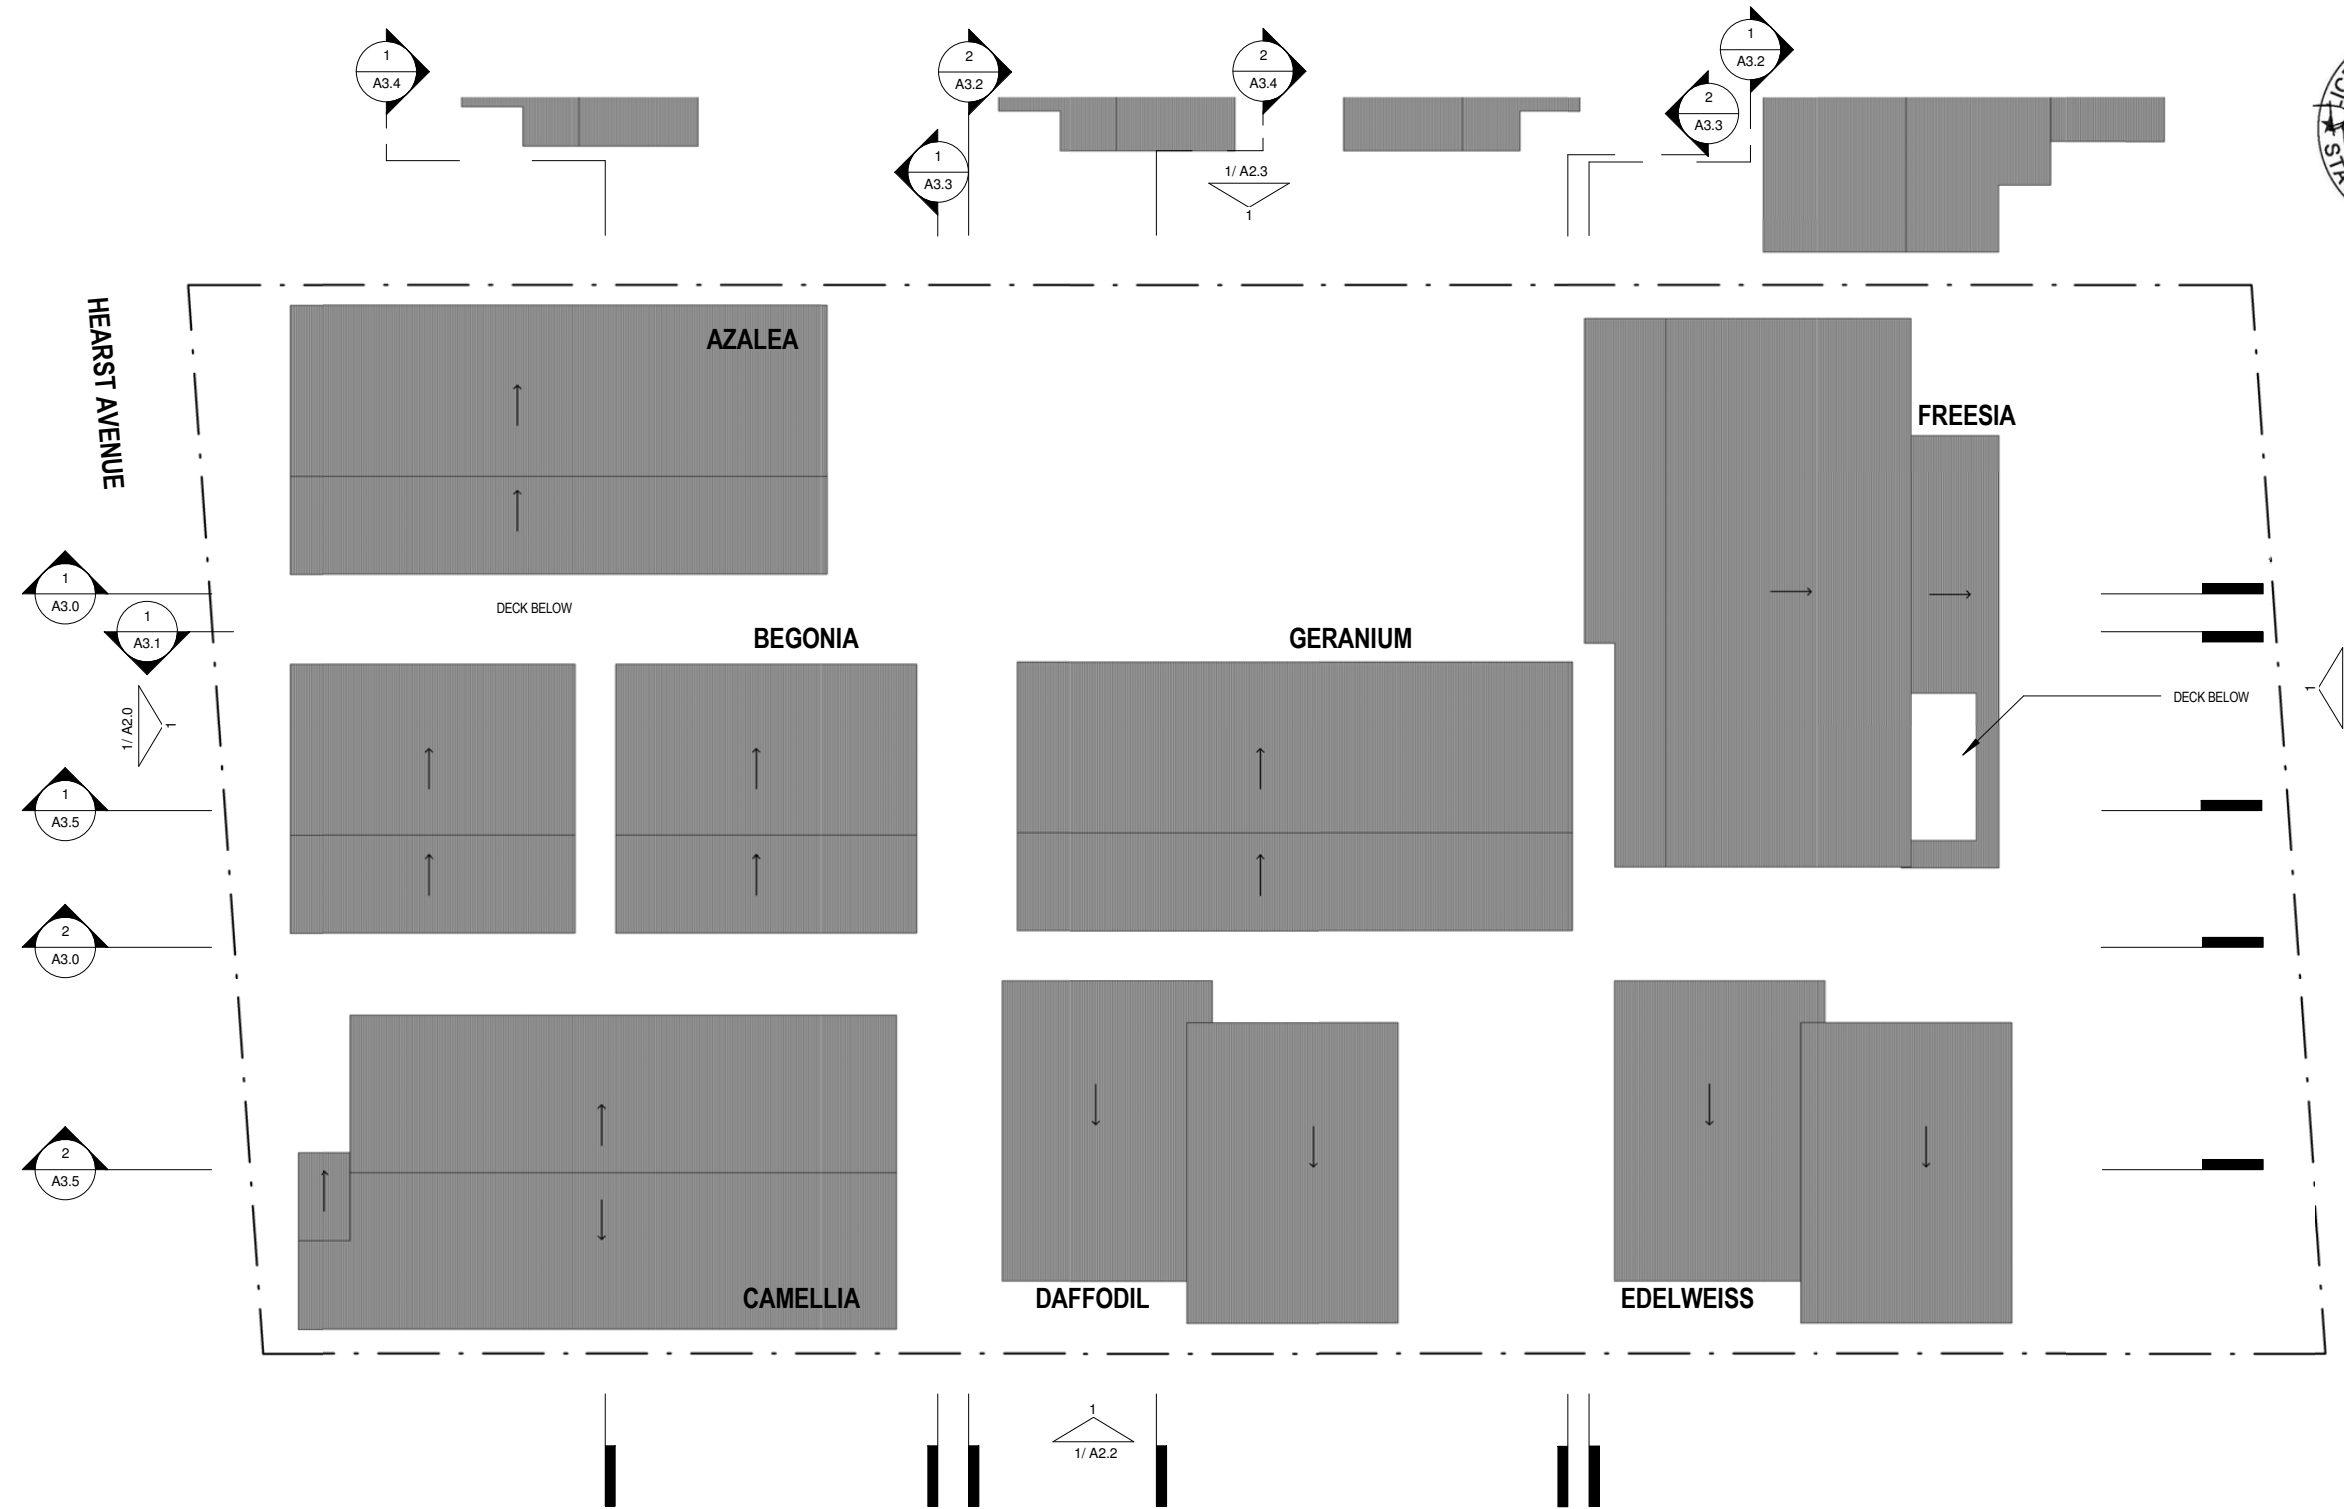 1
A3.4
2
A3.2
2
A3.4
1
A3.2
2
A3.3
1
A3.3
1/ A2.3
1
HEARST AVENUE
AZALEA
FREESIA
1
A3.0
DECK BELOW
1
A3.1
BEGONIA
GERANIUM
1/ A2.0
1
DECK BELOW
1
1
A3.5
2
A3.0
2
A3.5
CAMELLIA
DAFFODIL
EDELWEISS
1
1/ A2.2